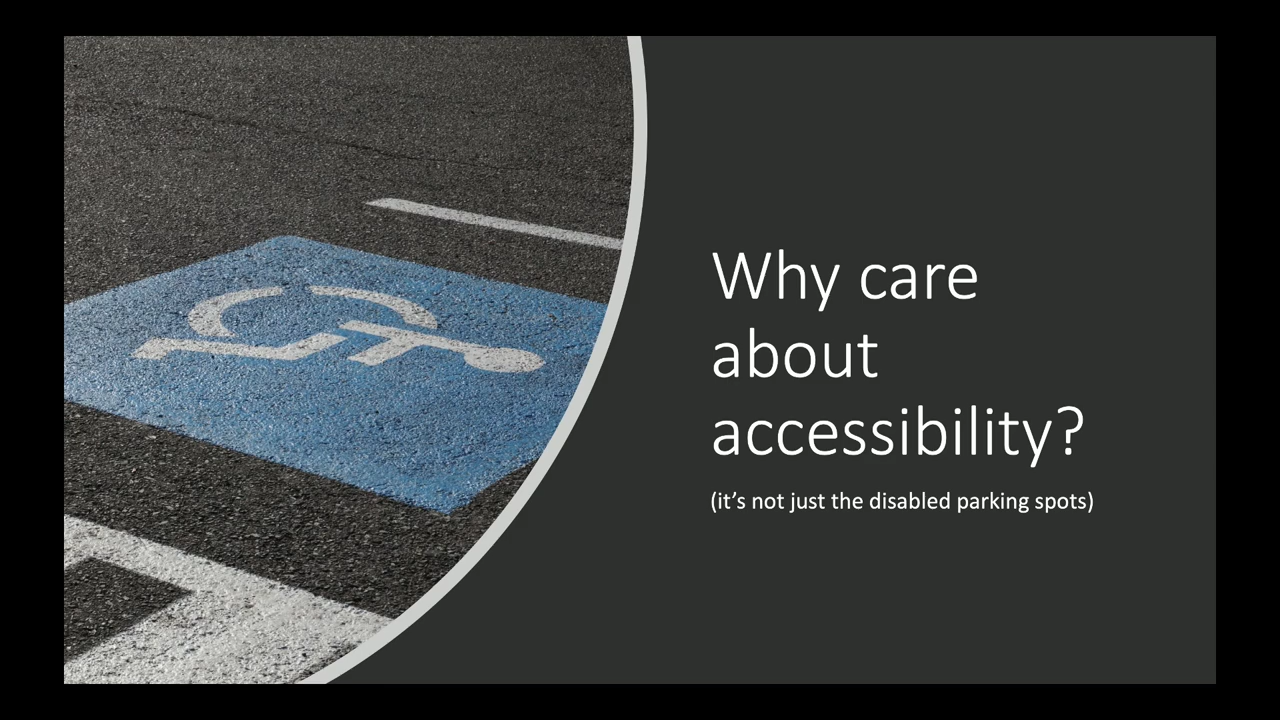 Why care
about
accessibility?
(it's not just the disabled parking spots)